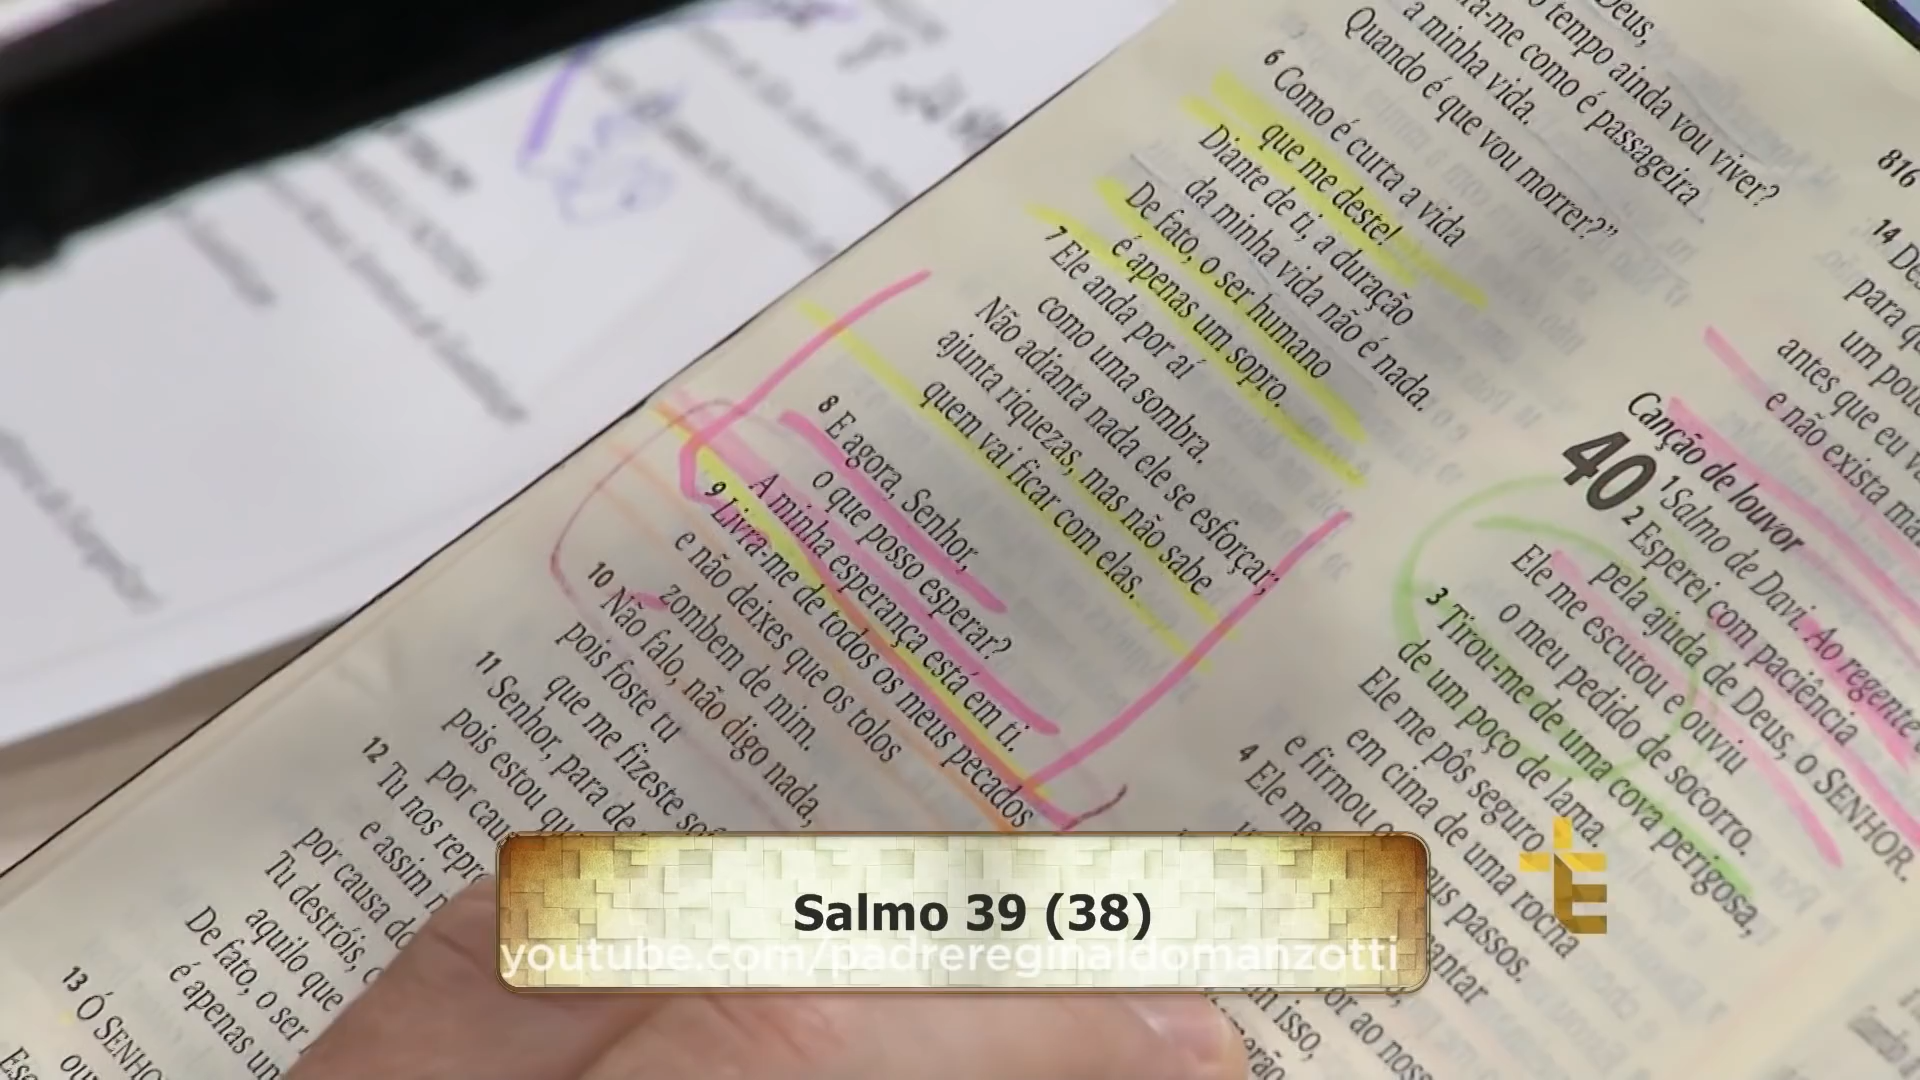 Deus,
tempo ainda vou viver?
-me como é passageira
a minha vida.
Quando é que vou morrer?”
6 Como é curta a vida
que me deste!
Diante de ti, a duração
da minha vida não é nada.
De fato, o ser humano
é apenas um sopro.
7 Ele anda por aí
como uma sombra.
Não adianta nada ele se esforçar;
ajunta riquezas, mas não sabe
quem vai ficar com elas.
8 E agora, Senhor,
o que posso esperar?
A minha esperança está em ti.
9 Livra-me de todos os meus pecados
e não deixes que os tolos
zombem de mim.
10 Não falo, não digo nada,
pois foste tu
que me fizeste
11 Senhor, para de
pois estou
por
12 Tu nos
e assim
por causa do
Tu destróis,
aquilo que
De fato, o ser
é apenas um
13 Ó SENHOR
816
14
para
um
antes que eu
e não exista
Canção de louvor
40 1 Salmo de Davi. Ao regente
2 Esperei com paciência
pela ajuda de Deus, o SENHOR.
Ele me escutou e ouviu
o meu pedido de socorro.
3 Tirou-me de uma cova perigosa,
de um poço de lama.
Ele me pôs seguro
em cima de uma rocha
e firmou os meus passos.
4 Ele me
isso,
Salmo 39 (38)
youtube.com/padrereginaldomanzotti